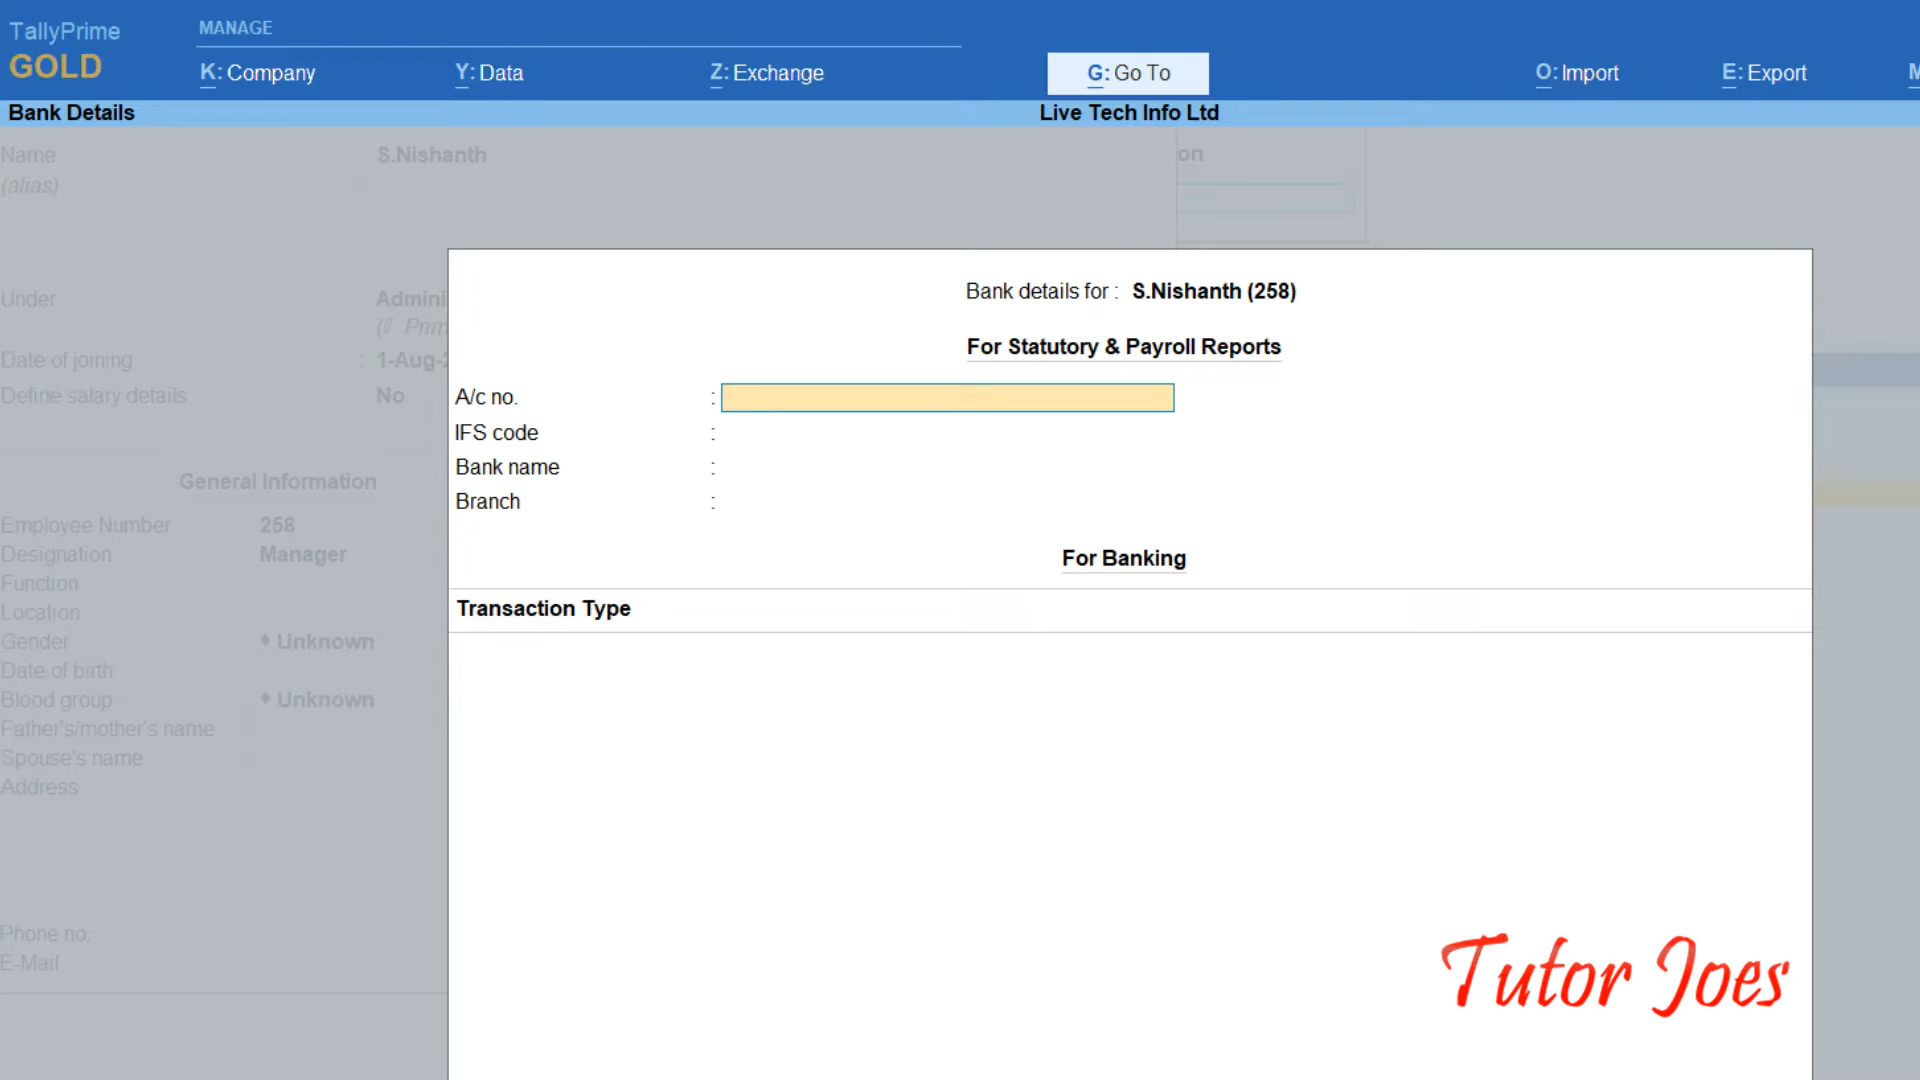 TallyPrime
GOLD
MANAGE
K: Company
Y: Data
Z: Exchange
G: Go To
O: Import
E: Export
M
Bank Details
Live Tech Info Ltd
Name S.Nishanth
(alias)
on
Under
Date of joining : 1-Aug-
Define salary details No
General Information
Employee Number 258
Designation Manager
Function
Location
Gender ♦ Unknown
Date of birth
Blood group ♦ Unknown
Father's/mother's name
Spouse's name
Address
Phone no.
E-Mail
Bank details for : S.Nishanth (258)
For Statutory & Payroll Reports
A/c no. :
IFS code :
Bank name :
Branch :
For Banking
Transaction Type
Tutor Joes